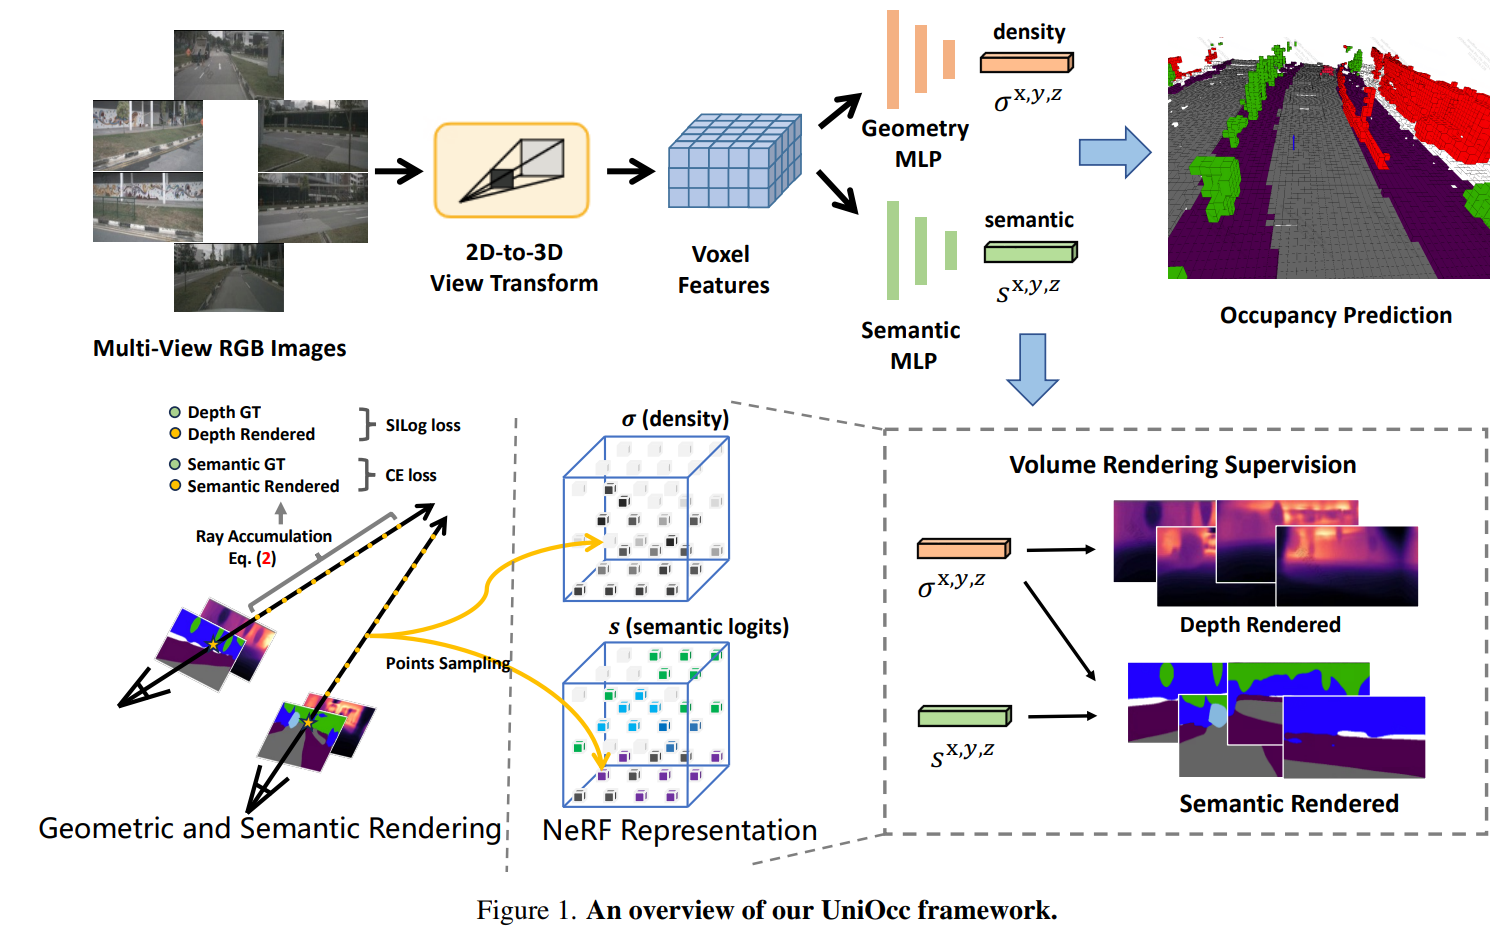 density
σ^x,y,z
Geometry
MLP
2D-to-3D
View Transform
Voxel
Features
semantic
s^x,y,z
Semantic
MLP
Occupancy Prediction
Multi-View RGB Images
Depth GT
Depth Rendered
SILog loss
Semantic GT
Semantic Rendered
CE loss
Ray Accumulation
Eq. (2)
Points Sampling
Geometric and Semantic Rendering
σ (density)
s (semantic logits)
NeRF Representation
Volume Rendering Supervision
σ^x,y,z
Depth Rendered
s^x,y,z
Semantic Rendered
Figure 1. An overview of our UniOcc framework.